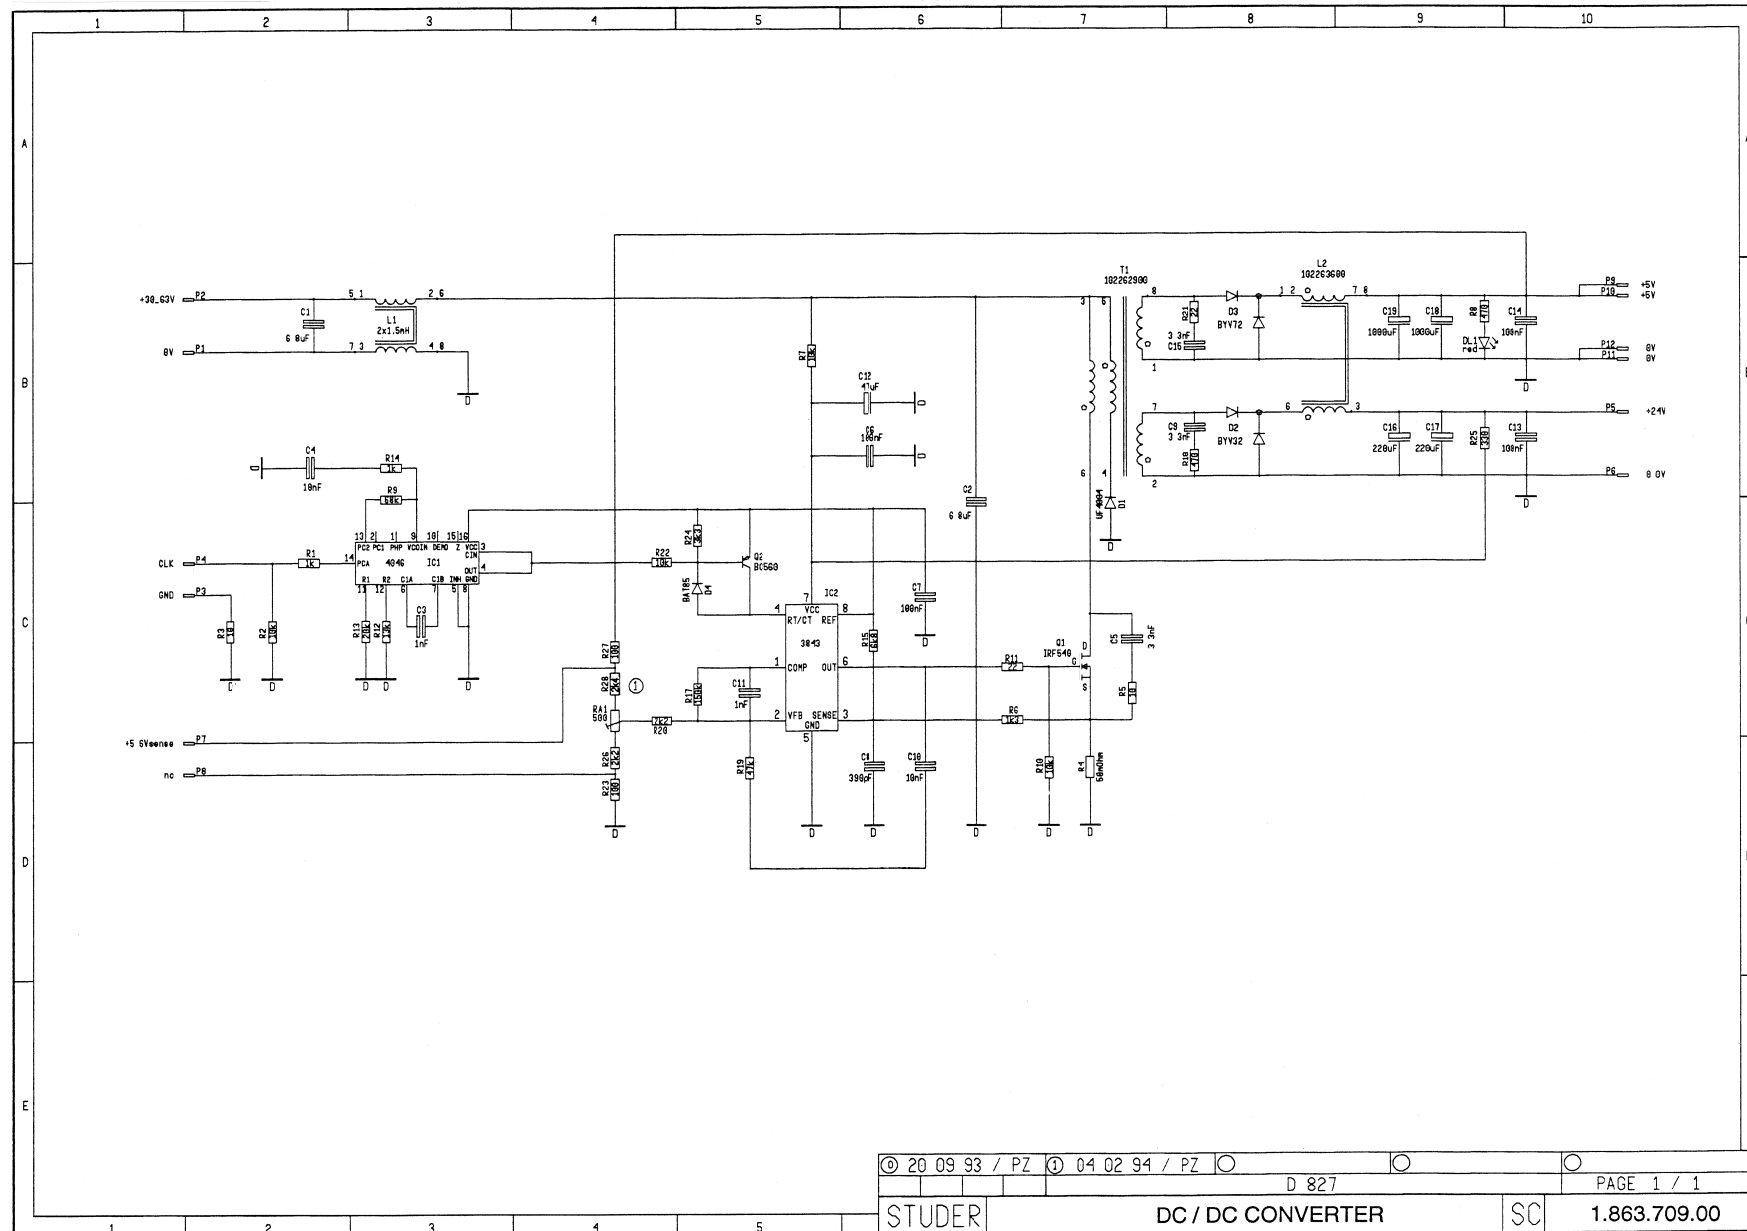 1 2 3 4 5 6 7 8 9 10
A
T1
102262900
L2
102263600
+30_63V P2
5 1 2 6
3 5
8
D3
BYV72
1 2 7 8
P9 +5V
P10 +5V
C1
6 8uF
L1
2x1,5mH
R21
22
3 3nF
C15
C19
1000uF
C18
1000uF
R8
470
DL1
red
C14
100nF
P12 0V
P11 0V
0V P1
7 3 4 8
R7
10k
1
B
D
C12
47uF
D
C6
100nF
D
7
C9
3 3nF
R18
470
D2
BYV32
6 3
C16
220uF
C17
220uF
R25
330
C13
100nF
P5 +24V
6 4
2
P6 0 0V
D
D
C4
10nF
R14
1k
D
R9
68k
C2
6 8uF
UF4004
D1
D
13 2 1 9 10 15 16
PC2 PC1 PHP VCOIN DEMO Z VCC
3
CIN
CLK P4
R1
1k
14
PCA 4046 IC1
OUT
4
R1 R2 C1A C1B INH GND
11 12 6 7 5 8
R22
10k
R24
3k3
Q2
BC560
BAT85
D4
GND P3
C
R3
10
R2
10k
R13
20k
R12
13k
C3
1nF
D D D D D
IC2
7
VCC
4 RT/CT REF 8
3843
1 COMP OUT 6
2 VFB SENSE 3
GND
5
C7
100nF
D
R15
6k8
R27
100
R28
2k4
1
RA1
500
7k2
R20
R17
150k
C11
1nF
R11
22
Q1
IRF540
D
G
S
C5
3 3nF
R5
10
R6
1k3
+5 6Vsense P7
nc P8
R26
2k2
R23
100
R19
47k
390pF
C10
10nF
R10
10k
R4
50mOhm
D D D D D D
D
E
0 20 09 93 / PZ 1 04 02 94 / PZ
D 827 PAGE 1 / 1
STUDER DC / DC CONVERTER SC 1.863.709.00
1 2 3 4 5